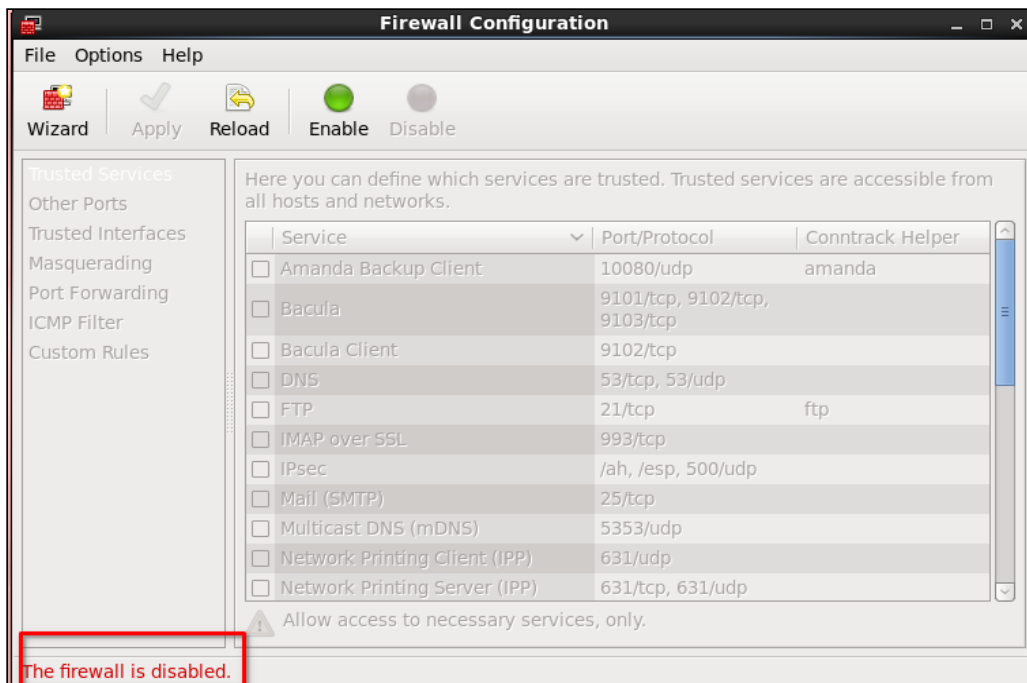 Firewall Configuration
File Options Help
Wizard Apply Reload Enable Disable
Trusted Services
Other Ports
Trusted Interfaces
Masquerading
Port Forwarding
ICMP Filter
Custom Rules
Here you can define which services are trusted. Trusted services are accessible from
all hosts and networks.
Service Port/Protocol Conntrack Helper
Amanda Backup Client 10080/udp amanda
Bacula 9101/tcp, 9102/tcp,
9103/tcp
Bacula Client 9102/tcp
DNS 53/tcp, 53/udp
FTP 21/tcp ftp
IMAP over SSL 993/tcp
IPsec /ah, /esp, 500/udp
Mail (SMTP) 25/tcp
Multicast DNS (mDNS) 5353/udp
Network Printing Client (IPP) 631/udp
Network Printing Server (IPP) 631/tcp, 631/udp
Allow access to necessary services, only.
The firewall is disabled.